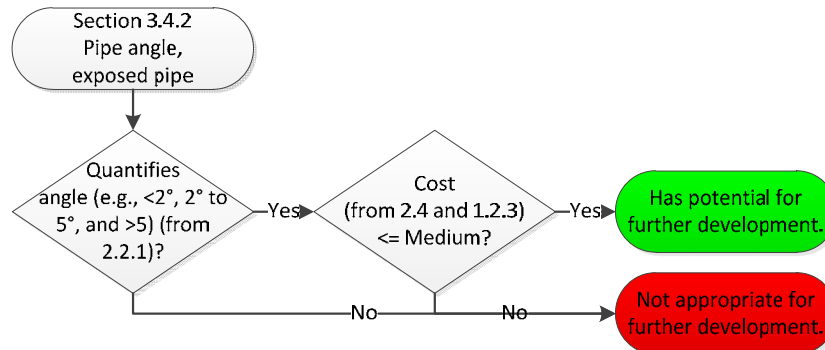 Section 3.4.2
Pipe angle,
exposed pipe
Quantifies
angle (e.g., <2°, 2° to
5°, and >5) (from
2.2.1)?
Yes
Cost
(from 2.4 and 1.2.3)
<= Medium?
Yes
Has potential for
further development.
No
No
Not appropriate for
further development.